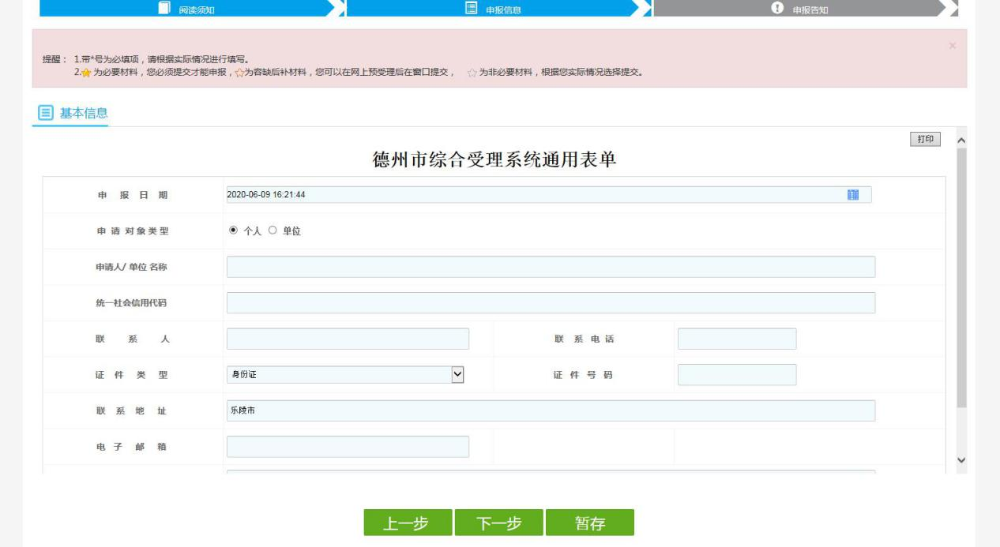 阅读须知 申报信息 申报告知
提醒： 1.带*号为必填项，请根据实际情况进行填写。
2. 为必要材料，您必须提交才能申报， 为容缺后补材料，您可以在网上预受理后在窗口提交， 为非必要材料，根据您实际情况选择提交。
基本信息
打印
德州市综合受理系统通用表单
申报日期 2020-06-09 16:21:44
申请对象类型 个人 单位
申请人/单位名称
统一社会信用代码
联系人 联系电话
证件类型 身份证 证件号码
联系地址 乐陵市
电子邮箱
上一步 下一步 暂存